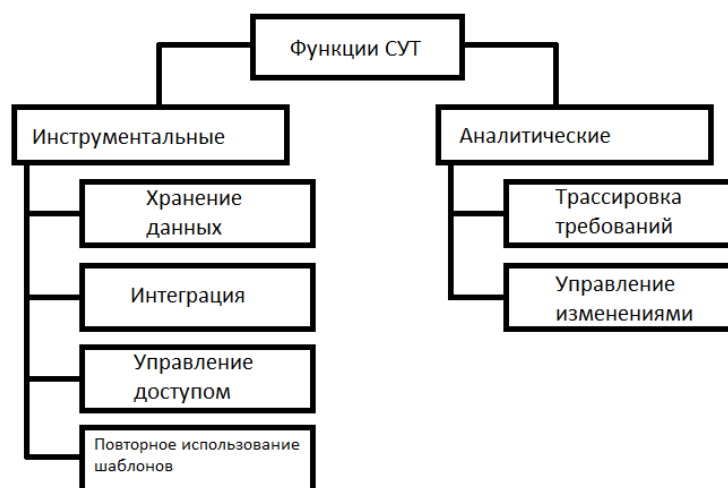 Функции СУТ
Инструментальные
Хранение
данных
Интеграция
Управление
доступом
Повторное использование
шаблонов
Аналитические
Трассировка
требований
Управление
изменениями